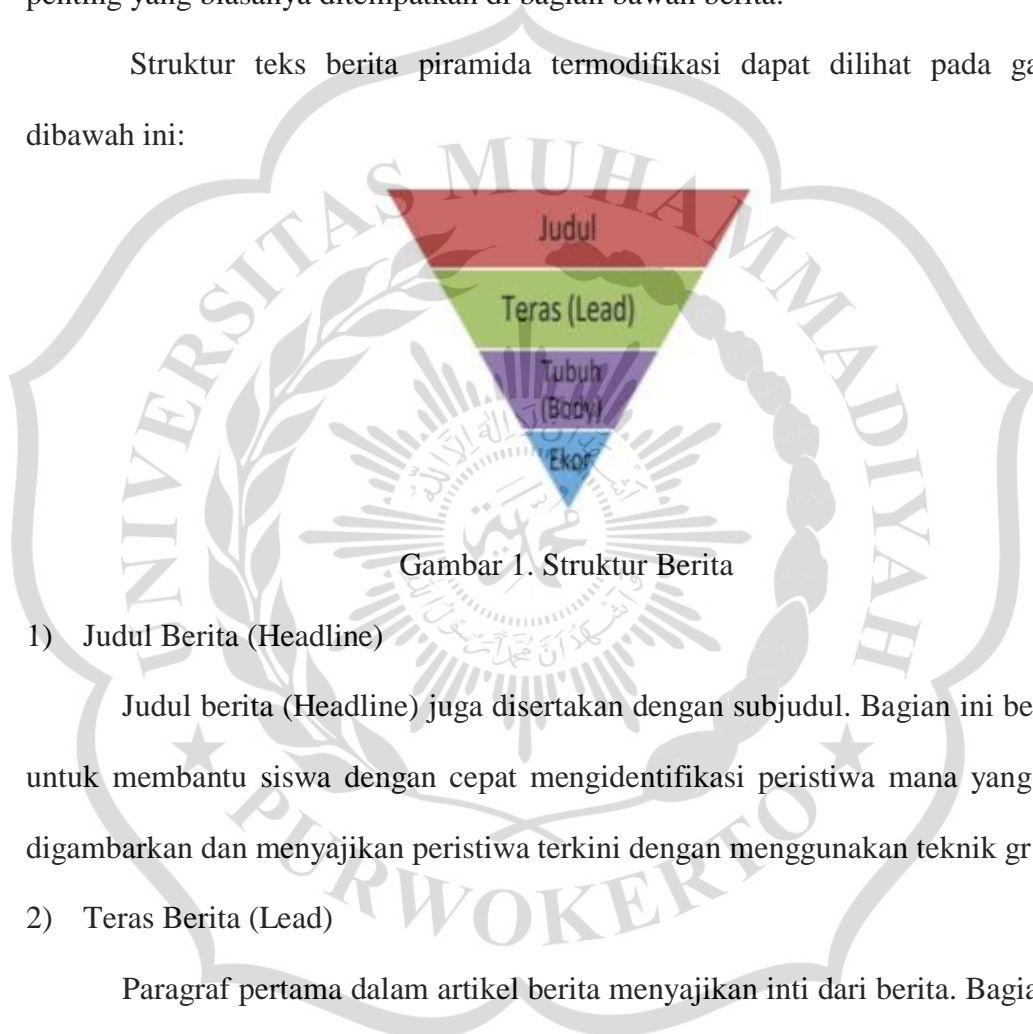 penting yang biasanya ditempatkan di bagian bawah berita.
Struktur teks berita piramida termodifikasi dapat dilihat pada ga
dibawah ini:
Judul
Teras (Lead)
Tubuh
(Body)
Ekor
Gambar 1. Struktur Berita
1) Judul Berita (Headline)
Judul berita (Headline) juga disertakan dengan subjudul. Bagian ini be
untuk membantu siswa dengan cepat mengidentifikasi peristiwa mana yang
digambarkan dan menyajikan peristiwa terkini dengan menggunakan teknik gr
2) Teras Berita (Lead)
Paragraf pertama dalam artikel berita menyajikan inti dari berita. Bagia
UNIVERSITAS MUHAMMADIYAH
PURWOKERTO